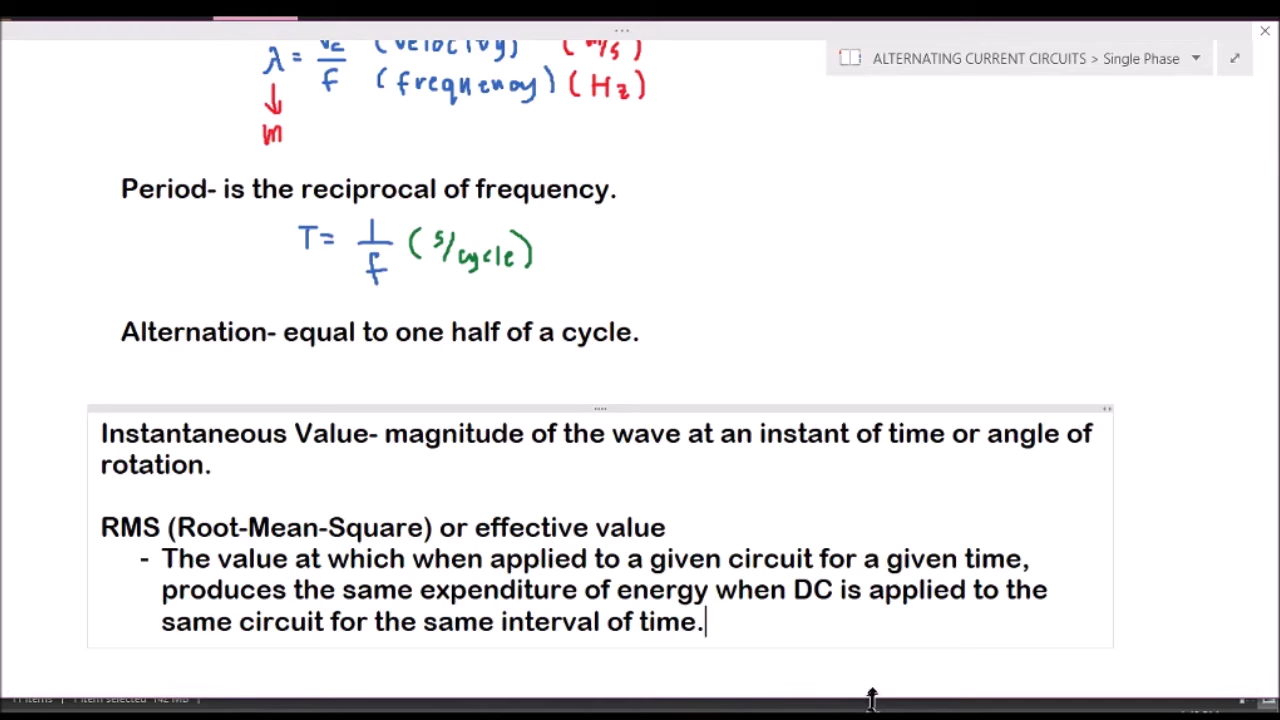 ALTERNATING CURRENT CIRCUITS > Single Phase
λ = (velocity) (m/s)
f (frequency) (Hz)
m
Period- is the reciprocal of frequency.
T = 1/f (s/cycle)
Alternation- equal to one half of a cycle.
Instantaneous Value- magnitude of the wave at an instant of time or angle of
rotation.
RMS (Root-Mean-Square) or effective value
- The value at which when applied to a given circuit for a given time,
produces the same expenditure of energy when DC is applied to the
same circuit for the same interval of time.